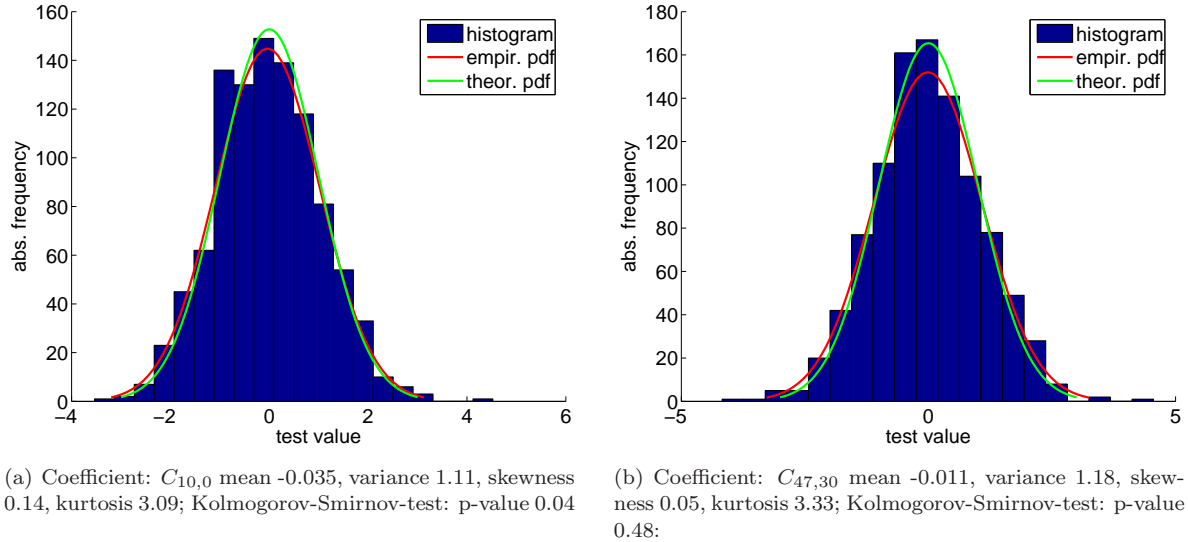 160
140
120
100
80
60
40
20
0
−4
−2
0
2
4
6
abs. frequency
test value
histogram
empir. pdf
theor. pdf
180
160
140
120
100
80
60
40
20
0
−5
0
5
abs. frequency
test value
histogram
empir. pdf
theor. pdf
(a) Coefficient: C10,0 mean -0.035, variance 1.11, skewness
0.14, kurtosis 3.09; Kolmogorov-Smirnov-test: p-value 0.04
(b) Coefficient: C47,30 mean -0.011, variance 1.18, skew-
ness 0.05, kurtosis 3.33; Kolmogorov-Smirnov-test: p-value
0.48: